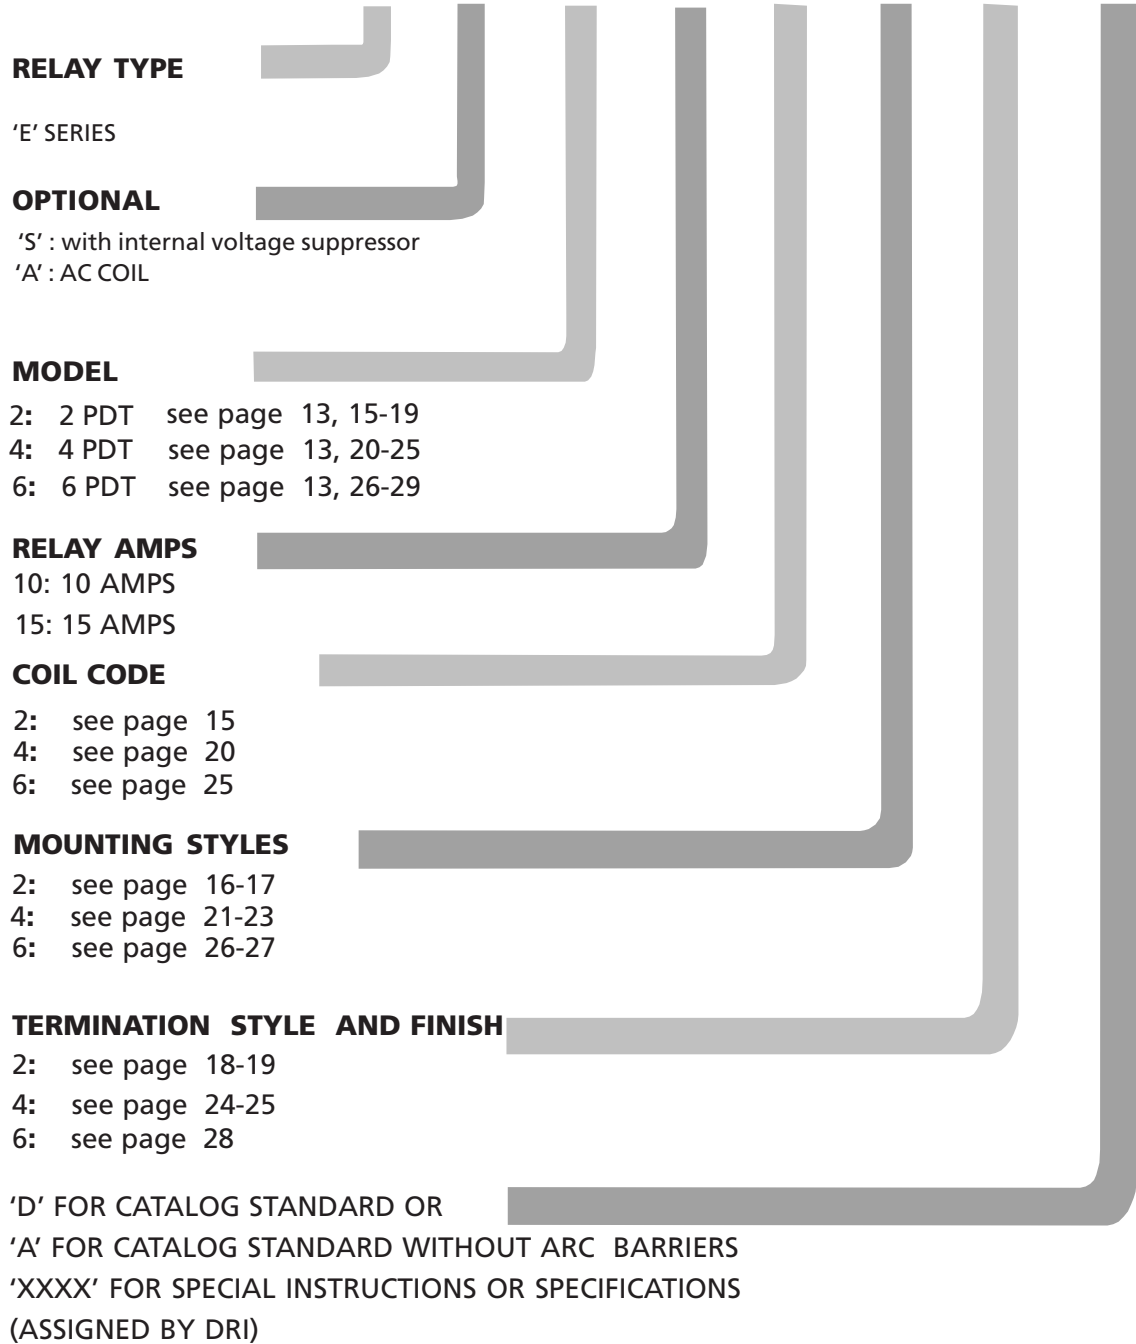 RELAY TYPE
‘E’ SERIES
OPTIONAL
‘S’ : with internal voltage suppressor
‘A’ : AC COIL
MODEL
2: 2 PDT see page 13, 15-19
4: 4 PDT see page 13, 20-25
6: 6 PDT see page 13, 26-29
RELAY AMPS
10: 10 AMPS
15: 15 AMPS
COIL CODE
2: see page 15
4: see page 20
6: see page 25
MOUNTING STYLES
2: see page 16-17
4: see page 21-23
6: see page 26-27
TERMINATION STYLE AND FINISH
2: see page 18-19
4: see page 24-25
6: see page 28
‘D’ FOR CATALOG STANDARD OR
‘A’ FOR CATALOG STANDARD WITHOUT ARC BARRIERS
‘XXXX’ FOR SPECIAL INSTRUCTIONS OR SPECIFICATIONS
(ASSIGNED BY DRI)